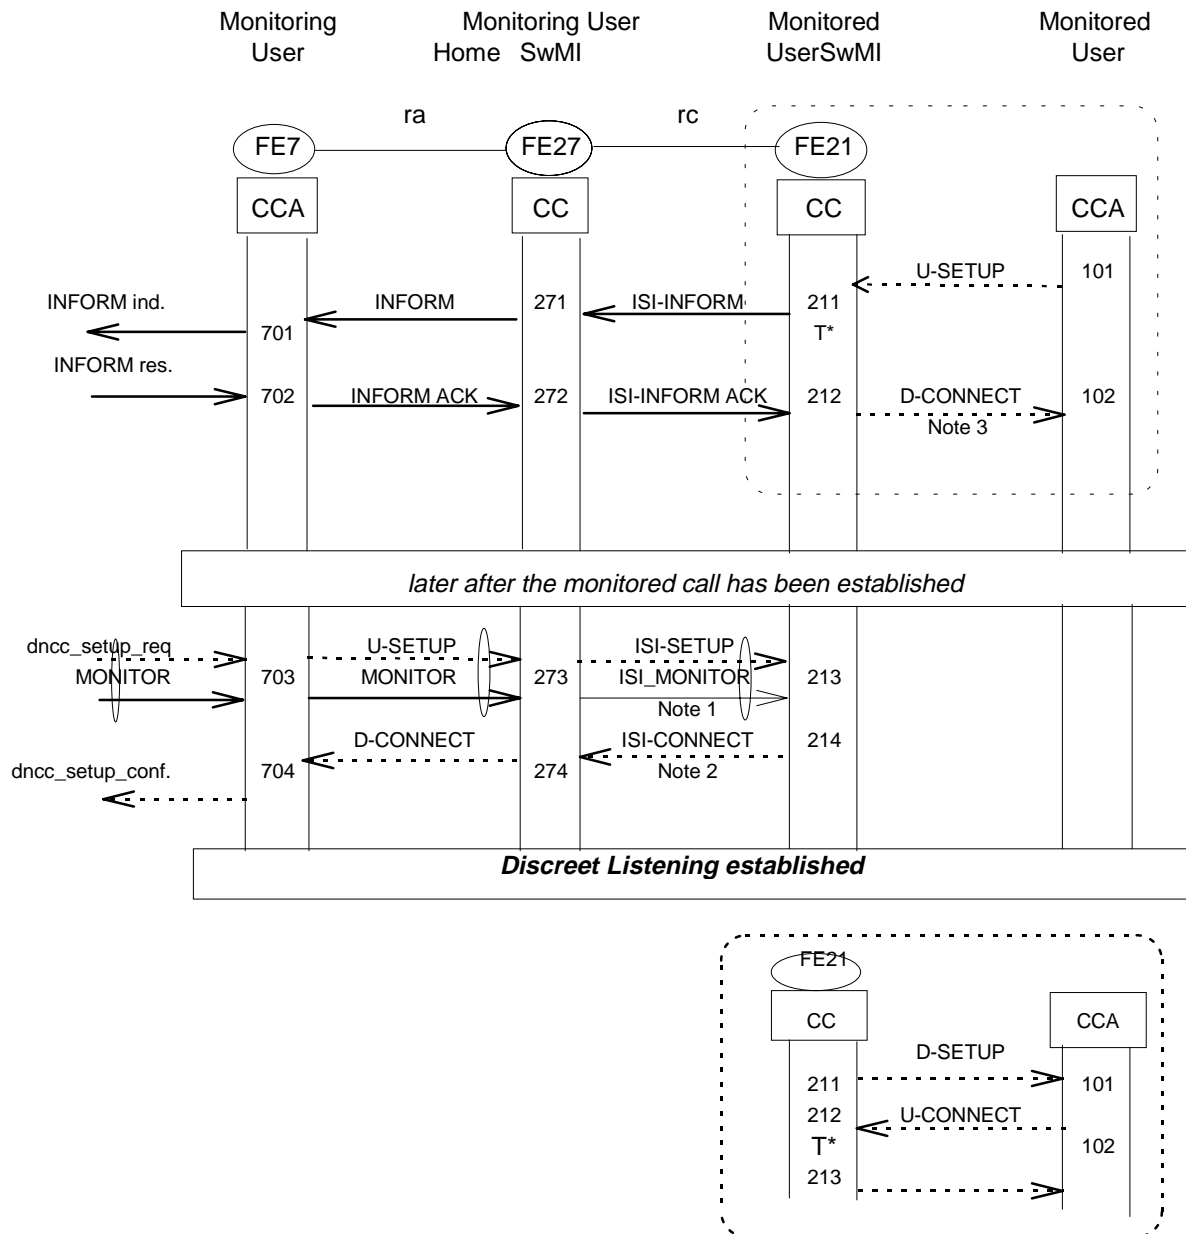 Monitoring User
Monitoring User Home SwMI
Monitored UserSwMI
Monitored User
ra
rc
FE7
FE27
FE21
CCA
CC
CC
CCA
U-SETUP
101
INFORM ind.
INFORM
271
ISI-INFORM
211
701
T*
INFORM res.
702
INFORM ACK
272
ISI-INFORM ACK
212
D-CONNECT
102
Note 3
later after the monitored call has been established
dncc_setup_req
U-SETUP
ISI-SETUP
MONITOR
703
MONITOR
273
ISI_MONITOR
213
Note 1
D-CONNECT
ISI-CONNECT
214
dncc_setup_conf.
704
274
Note 2
Discreet Listening established
FE21
CC
CCA
D-SETUP
211
101
212
U-CONNECT
T*
102
213